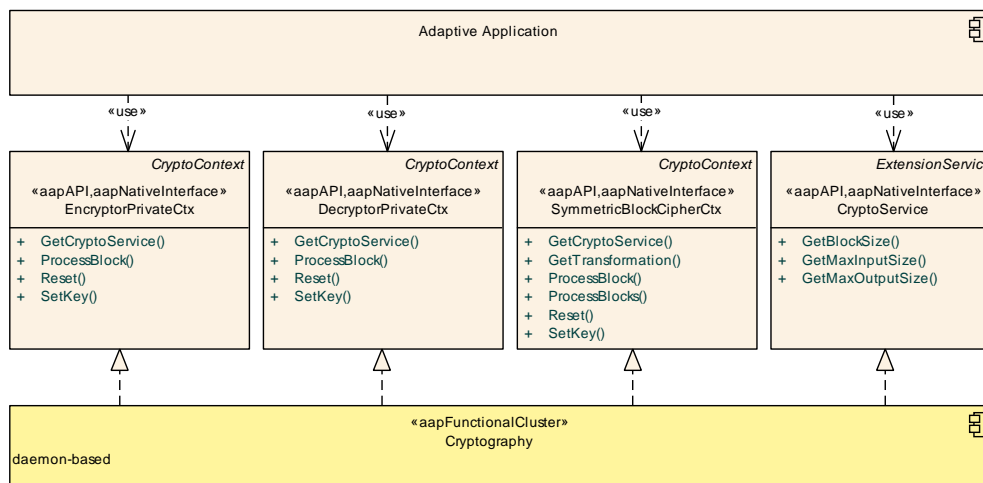 Adaptive Application
«use» «use» «use» «use»
CryptoContext
«aapAPI,aapNativeInterface»
EncryptorPrivateCtx
+ GetCryptoService()
+ ProcessBlock()
+ Reset()
+ SetKey()
CryptoContext
«aapAPI,aapNativeInterface»
DecryptorPrivateCtx
+ GetCryptoService()
+ ProcessBlock()
+ Reset()
+ SetKey()
CryptoContext
«aapAPI,aapNativeInterface»
SymmetricBlockCipherCtx
+ GetCryptoService()
+ GetTransformation()
+ ProcessBlock()
+ ProcessBlocks()
+ Reset()
+ SetKey()
ExtensionServic
«aapAPI,aapNativeInterface»
CryptoService
+ GetBlockSize()
+ GetMaxInputSize()
+ GetMaxOutputSize()
«aapFunctionalCluster»
Cryptography
daemon-based